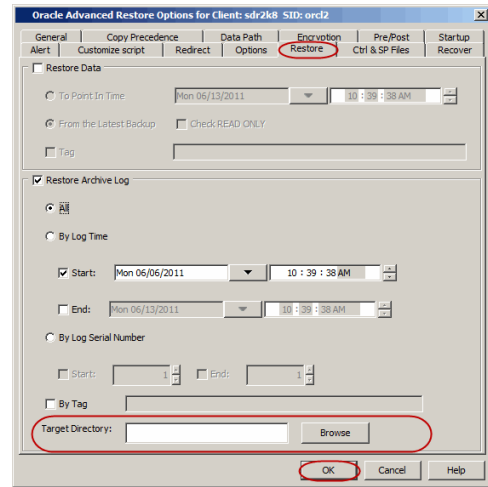 Oracle Advanced Restore Options for Client: sdr2k8 SID: orcl2
General Copy Precedence Data Path Encryption Pre/Post Startup
Alert Customize script Redirect Options Restore Ctrl & SP Files Recover
Restore Data
To Point In Time Mon 06/13/2011 10 : 39 : 38 AM
From the Latest Backup Check READ ONLY
Tag
Restore Archive Log
All
By Log Time
Start: Mon 06/06/2011 10 : 39 : 38 AM
End: Mon 06/13/2011 10 : 39 : 38 AM
By Log Serial Number
Start: 1 End: 1
By Tag
Target Directory: Browse
OK Cancel Help